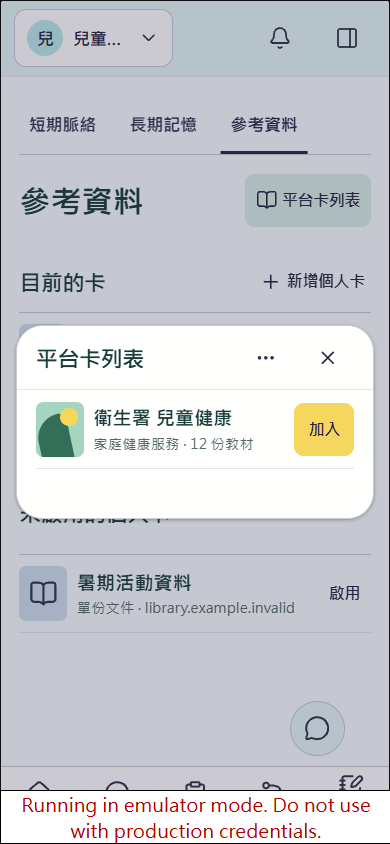 兒 兒童...
短期脈絡 長期記憶 參考資料
參考資料 平台卡列表
目前的卡 新增個人卡
平台卡列表
衛生署 兒童健康
家庭健康服務 · 12 份教材
加入
暑期活動資料
單份文件 · library.example.invalid
啟用
Running in emulator mode. Do not use
with production credentials.